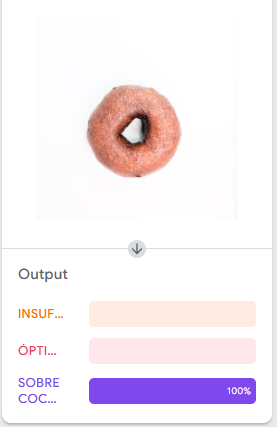 Output
INSUF...
ÓPTI...
SOBRE
COC...
100%